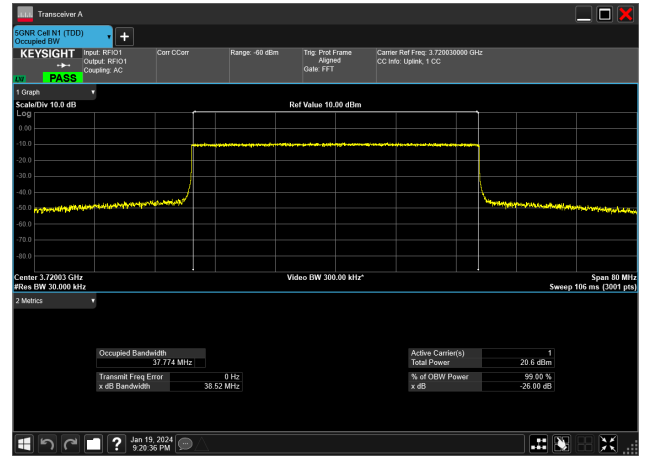 Transceiver A
5GNR Cell N1 (TDD)
Occupied BW
+
KEYSIGHT
LNI
PASS
Input: RFIO1
Output: RFIO1
Coupling: AC
Corr CCorr
Range: -60 dBm
Trig: Prot Frame
Aligned
Gate: FFT
Carrier Ref Freq: 3.720030000 GHz
CC Info: Uplink, 1 CC
1 Graph
Scale/Div 10.0 dB
Ref Value 10.00 dBm
Log
0.00
-10.0
-20.0
-30.0
-40.0
-50.0
-60.0
-70.0
-80.0
Center 3.72003 GHz
#Res BW 30.000 kHz
Video BW 300.00 kHz*
Span 80 MHz
Sweep 106 ms (3001 pts)
2 Metrics
Occupied Bandwidth
37.774 MHz
Transmit Freq Error 0 Hz
x dB Bandwidth 38.52 MHz
Active Carrier(s) 1
Total Power 20.6 dBm
% of OBW Power 99.00 %
x dB -26.00 dB
?
Jan 19, 2024
9:20:36 PM